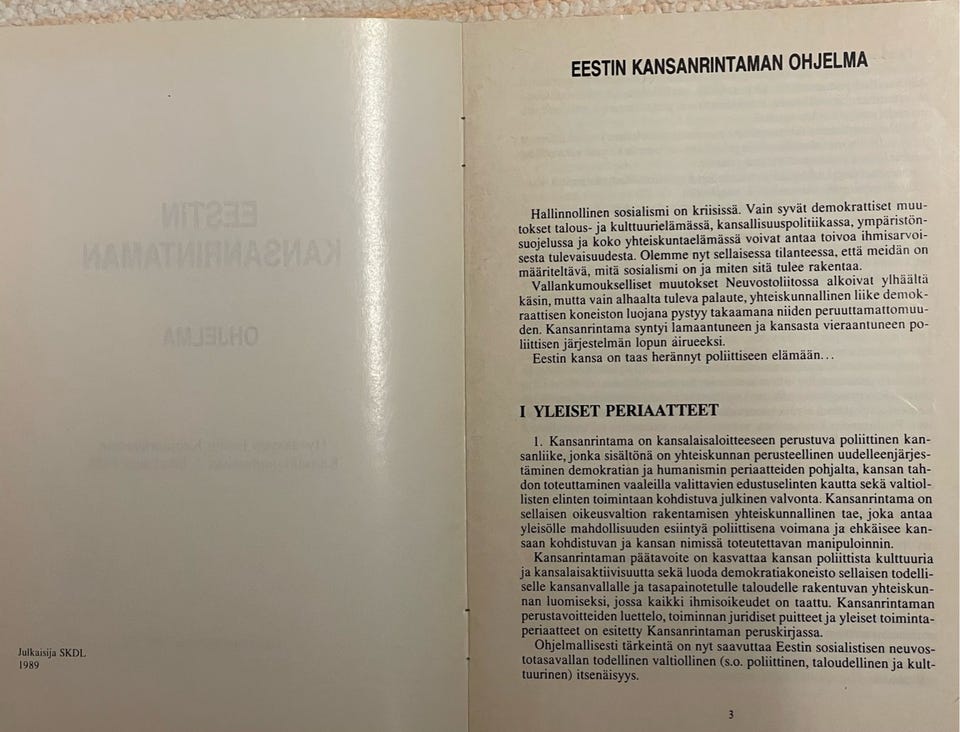 Julkaisija SKDL
1989
EESTIN KANSANRINTAMAN OHJELMA
Hallinnollinen sosialismi on kriisissä. Vain syvät demokrattiset muu-
tokset talous- ja kulttuurielämässä, kansallisuuspolitiikassa, ympäristön-
suojelussa ja koko yhteiskuntaelämässä voivat antaa toivoa ihmisarvoi-
sesta tulevaisuudesta. Olemme nyt sellaisessa tilanteessa, että meidän on
määriteltävä, mitä sosialismi on ja miten sitä tulee rakentaa.
Vallankumoukselliset muutokset Neuvostoliitossa alkoivat ylhäältä
käsin, mutta vain alhaalta tuleva palaute, yhteiskunnallinen liike demok-
raattisen koneiston luojana pystyy takaamana niiden peruuttamattomuu-
den. Kansanrintama syntyi lamaantuneen ja kansasta vieraantuneen po-
liittisen järjestelmän lopun airueeksi.
Eestin kansa on taas herännyt poliittiseen elämään...
I YLEISET PERIAATTEET
1. Kansanrintama on kansalaisaloitteeseen perustuva poliittinen kan-
sanliike, jonka sisältönä on yhteiskunnan perusteellinen uudelleenjärjes-
täminen demokratian ja humanismin periaatteiden pohjalta, kansan tah-
don toteuttaminen vaaleilla valittavien edustuselinten kautta sekä valtiol-
listen elinten toimintaan kohdistuva julkinen valvonta. Kansanrintama on
sellaisen oikeusvaltion rakentamisen yhteiskunnallinen tae, joka antaa
yleisölle mahdollisuuden esiintyä poliittisena voimana ja ehkäisee kan-
saan kohdistuvan ja kansan nimissä toteutettavan manipuloinnin.
Kansanrintaman päätavoite on kasvattaa kansan poliittista kulttuuria
ja kansalaisaktiivisuutta sekä luoda demokratiakoneisto sellaisen todelli-
selle kansanvallalle ja tasapainotetulle taloudelle rakentuvan yhteiskun-
nan luomiseksi, jossa kaikki ihmisoikeudet on taattu. Kansanrintaman
perustavoitteiden luettelo, toiminnan juridiset puitteet ja yleiset toiminta-
periaatteet on esitetty Kansanrintaman peruskirjassa.
Ohjelmallisesti tärkeintä on nyt saavuttaa Eestin sosialistisen neuvos-
totasavallan todellinen valtiollinen (s.o. poliittinen, taloudellinen ja kult-
tuurinen) itsenäisyys.
3